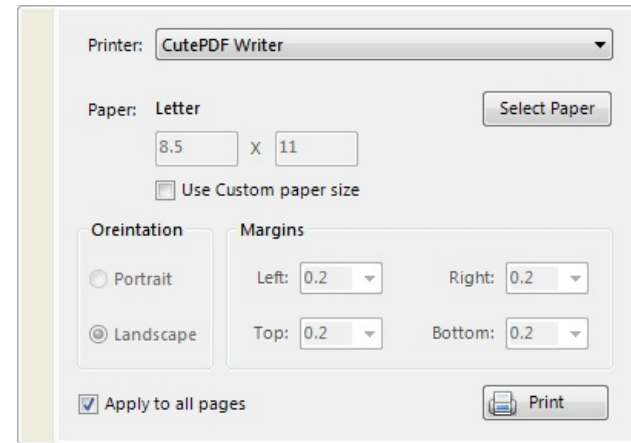 Printer: CutePDF Writer
Paper: Letter Select Paper
8.5 X 11
Use Custom paper size
Oreintation Margins
Portrait Left: 0.2 Right: 0.2
Landscape Top: 0.2 Bottom: 0.2
Apply to all pages Print